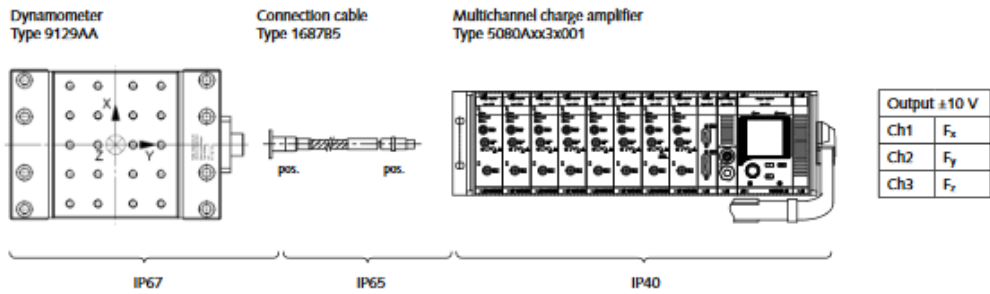 Dynamometer
Type 9129AA
Connection cable
Type 1687B5
Multichannel charge amplifier
Type 5080Axx3x001
X
Z
Y
pos.
pos.
Output ±10 V
Ch1 Fx
Ch2 Fy
Ch3 Fz
IP67
IP65
IP40